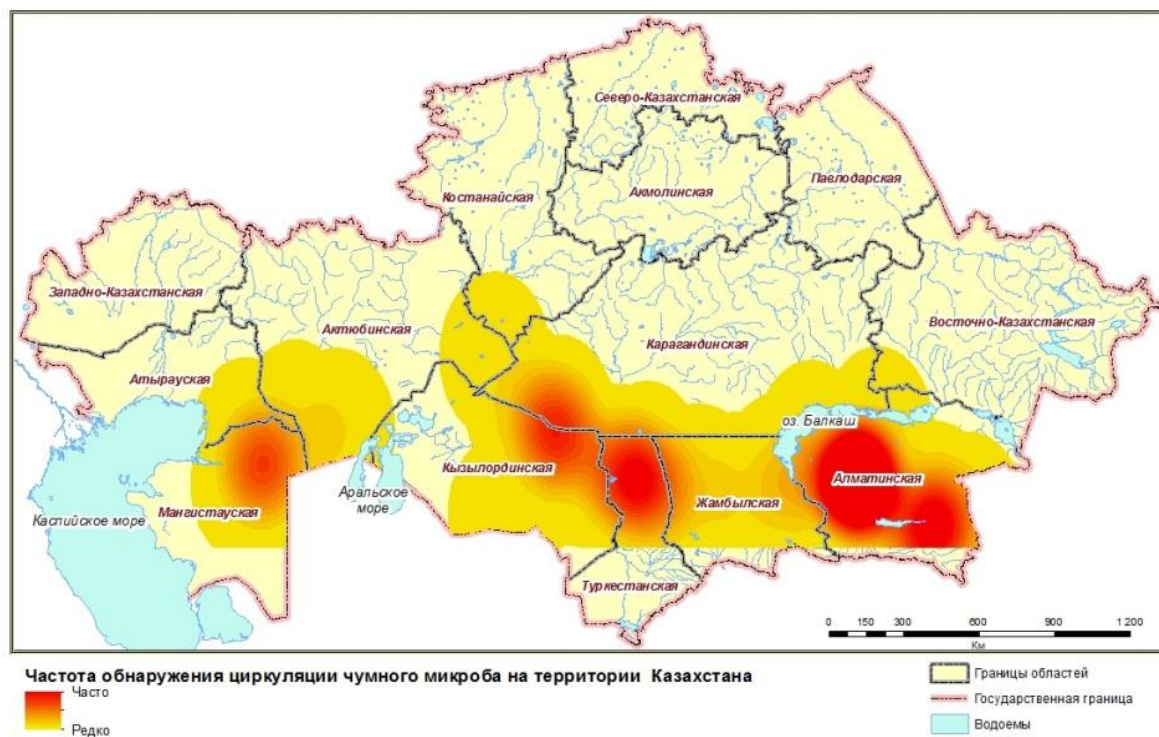 Северо-Казахстанская
Павлодарская
Костанайская
Акмолинская
Западно-Казахстанская
Актюбинская
Восточно-Казахстанская
Карагандинская
Атырауская
оз. Балкаш
Кызылординская
Алматинская
Аральское
море
Жамбылская
Мангистауская
Каспийское море
Туркестанская
0 150 300 600 900 1 200
Км
Частота обнаружения циркуляции чумного микроба на территории Казахстана
Часто
Редко
Границы областей
Государственная граница
Водоемы